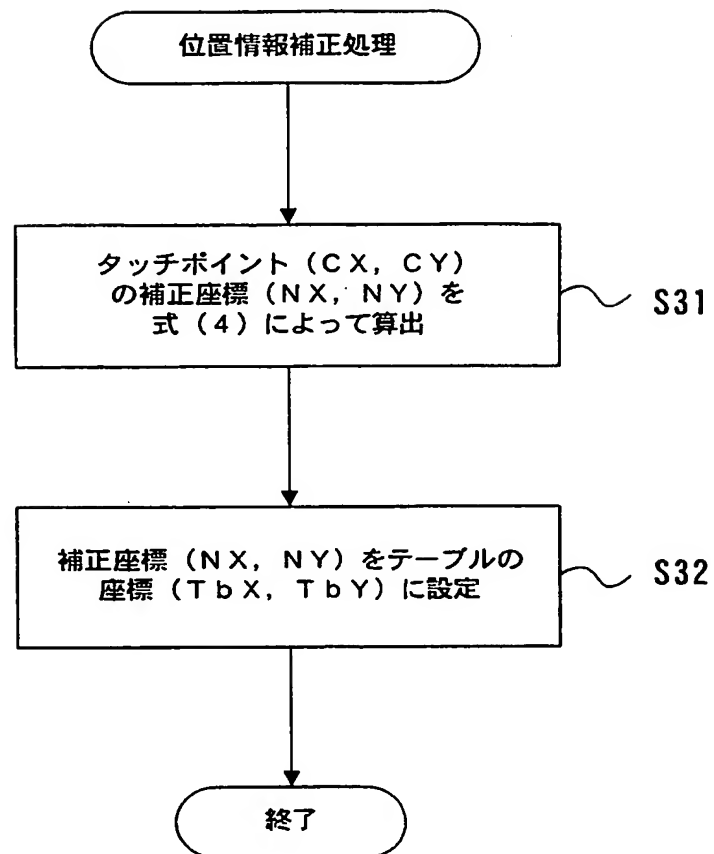 位置情報補正処理
タッチポイント（ＣＸ，ＣＹ）
の補正座標（ＮＸ，ＮＹ）を
式（４）によって算出
S31
補正座標（ＮＸ，ＮＹ）をテーブルの
座標（ＴｂＸ，ＴｂＹ）に設定
S32
終了